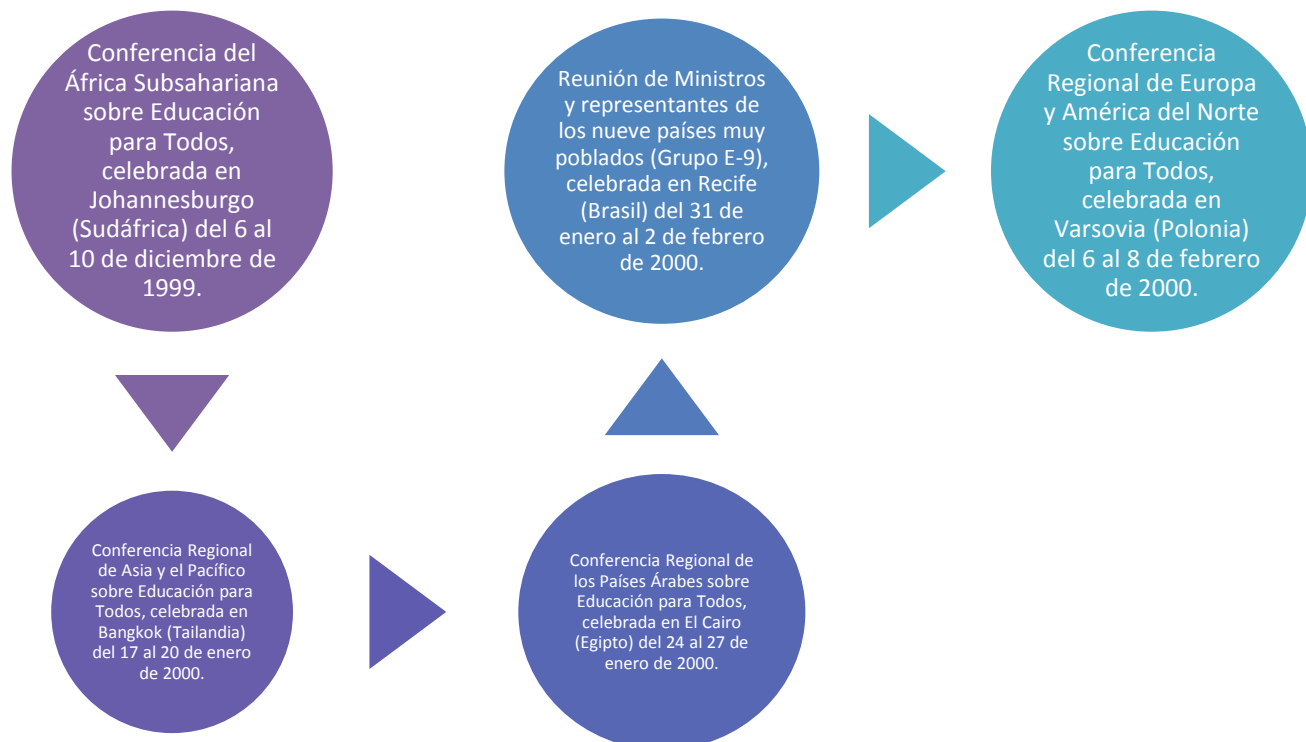 Conferencia del
África Subsahariana
sobre Educación
para Todos,
celebrada en
Johannesburgo
(Sudáfrica) del 6 al
10 de diciembre de
1999.
Conferencia Regional
de Asia y el Pacífico
sobre Educación para
Todos, celebrada en
Bangkok (Tailandia)
del 17 al 20 de enero
de 2000.
Conferencia Regional de
los Países Árabes sobre
Educación para Todos,
celebrada en El Cairo
(Egipto) del 24 al 27 de
enero de 2000.
Reunión de Ministros
y representantes de
los nueve países muy
poblados (Grupo E-9),
celebrada en Recife
(Brasil) del 31 de
enero al 2 de febrero
de 2000.
Conferencia
Regional de Europa
y América del Norte
sobre Educación
para Todos,
celebrada en
Varsovia (Polonia)
del 6 al 8 de febrero
de 2000.